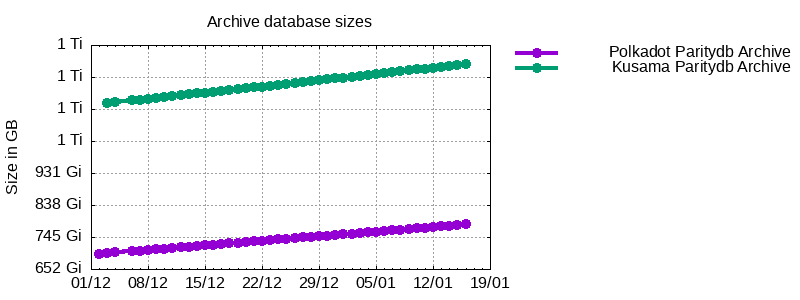 Archive database sizes
Polkadot Paritydb Archive
Kusama Paritydb Archive
Size in GB
1 Ti
1 Ti
1 Ti
1 Ti
931 Gi
838 Gi
745 Gi
652 Gi
01/12 08/12 15/12 22/12 29/12 05/01 12/01 19/01